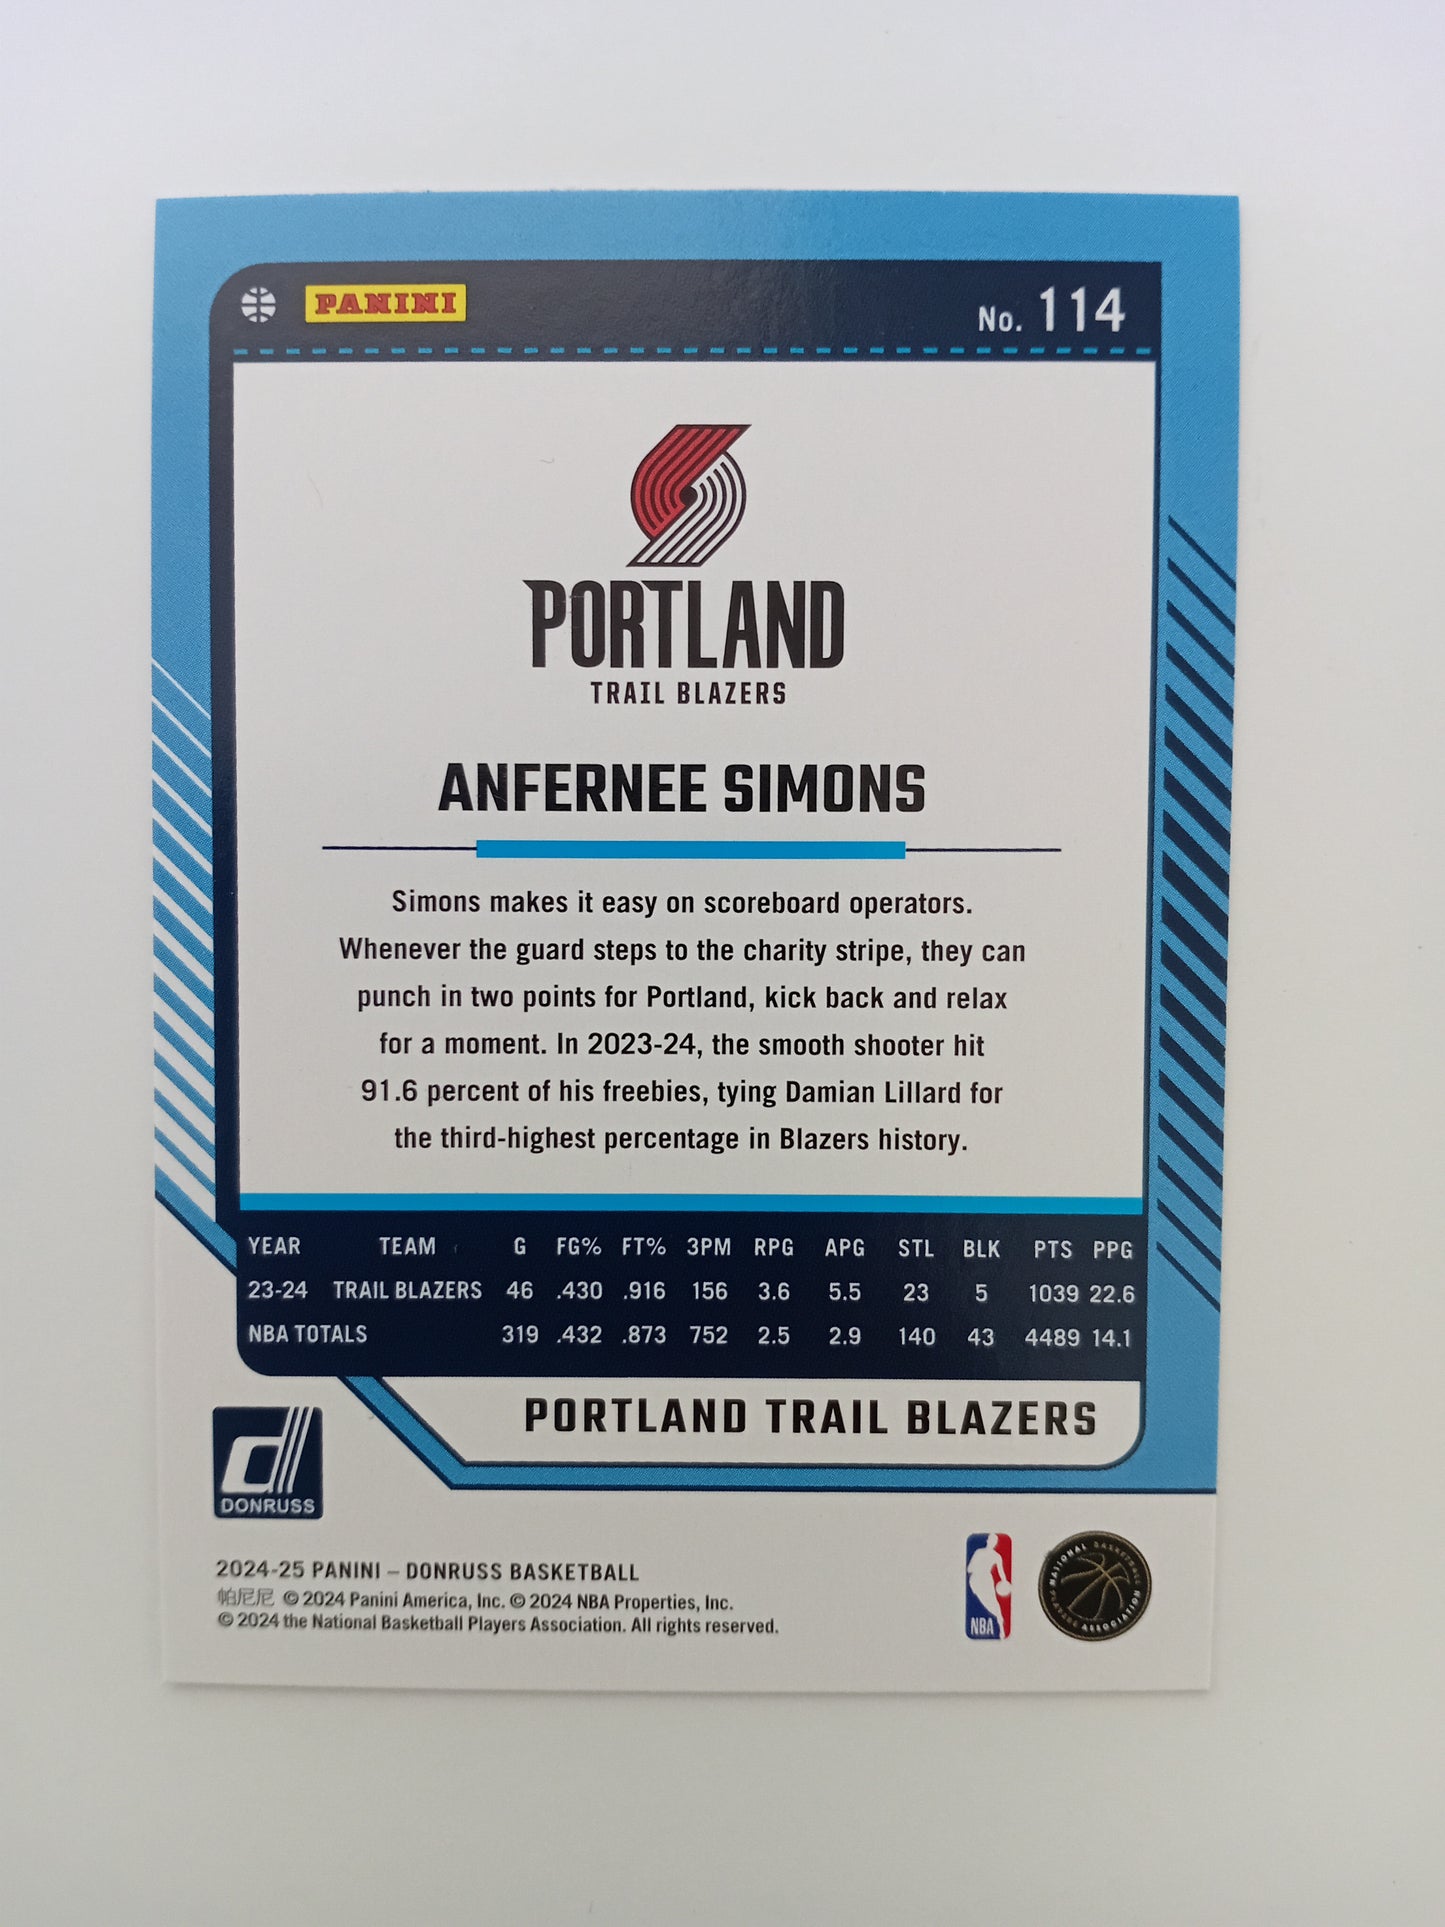 PANINI
No. 114
PORTLAND
TRAIL BLAZERS
ANFERNEE SIMONS
Simons makes it easy on scoreboard operators.
Whenever the guard steps to the charity stripe, they can
punch in two points for Portland, kick back and relax
for a moment. In 2023-24, the smooth shooter hit
91.6 percent of his freebies, tying Damian Lillard for
the third-highest percentage in Blazers history.
YEAR TEAM G FG% FT% 3PM RPG APG STL BLK PTS PPG
23-24 TRAIL BLAZERS 46 .430 .916 156 3.6 5.5 23 5 1039 22.6
NBA TOTALS 319 .432 .873 752 2.5 2.9 140 43 4489 14.1
PORTLAND TRAIL BLAZERS
d
DONRUSS
2024-25 PANINI – DONRUSS BASKETBALL
帕尼尼 © 2024 Panini America, Inc. © 2024 NBA Properties, Inc.
© 2024 the National Basketball Players Association. All rights reserved.
NBA
NATIONAL BASKETBALL
PLAYERS ASSOCIATION